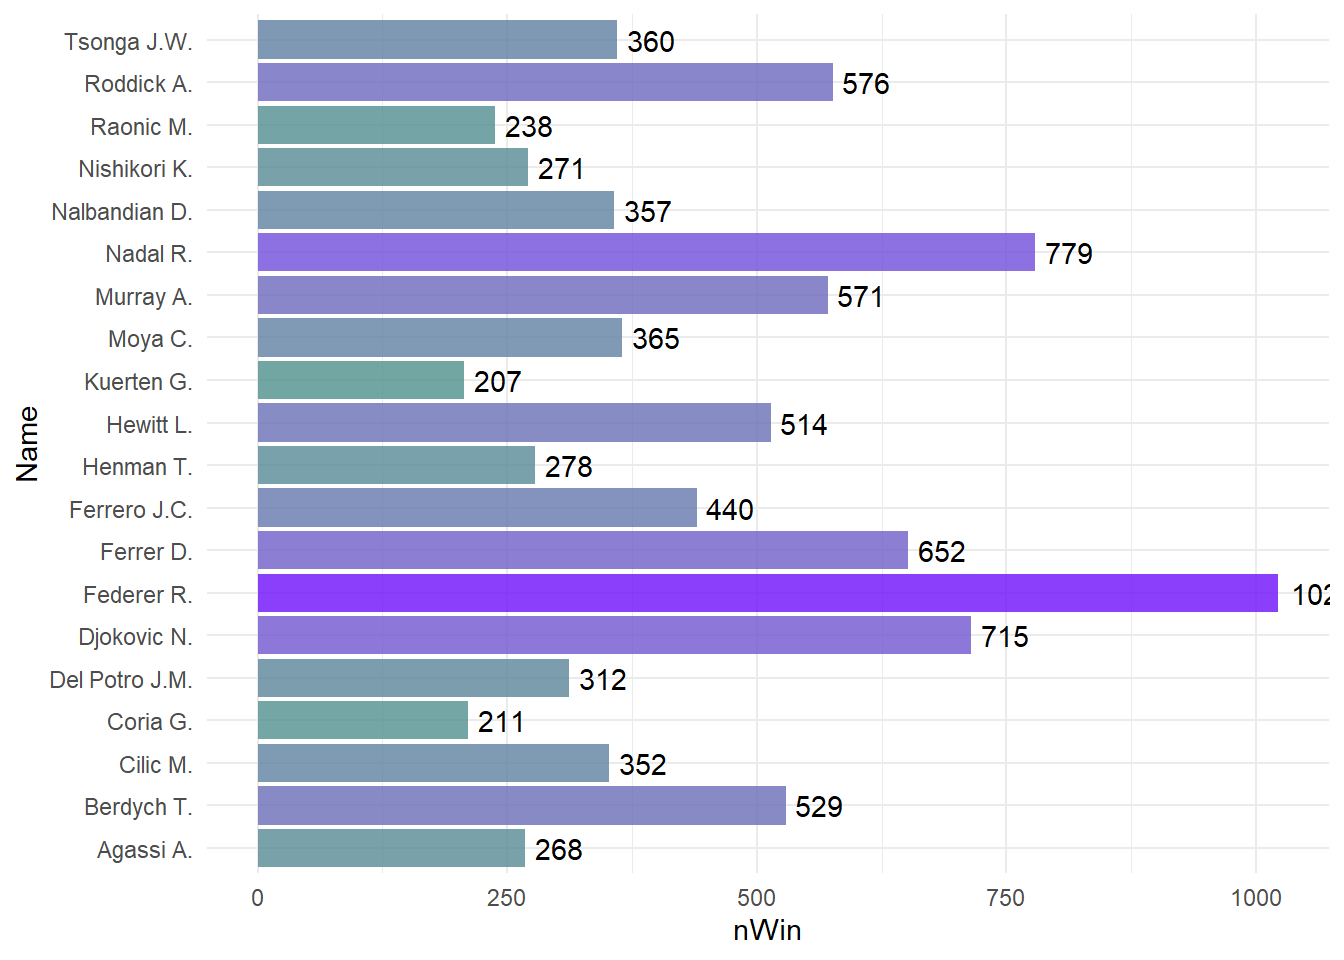 Tsonga J.W. 360
Roddick A. 576
Raonic M. 238
Nishikori K. 271
Nalbandian D. 357
Nadal R. 779
Murray A. 571
Moya C. 365
Kuerten G. 207
Hewitt L. 514
Henman T. 278
Ferrero J.C. 440
Ferrer D. 652
Federer R.
Djokovic N. 715
Del Potro J.M. 312
Coria G. 211
Cilic M. 352
Berdych T. 529
Agassi A. 268
Name
0 250 500 750 1000
nWin